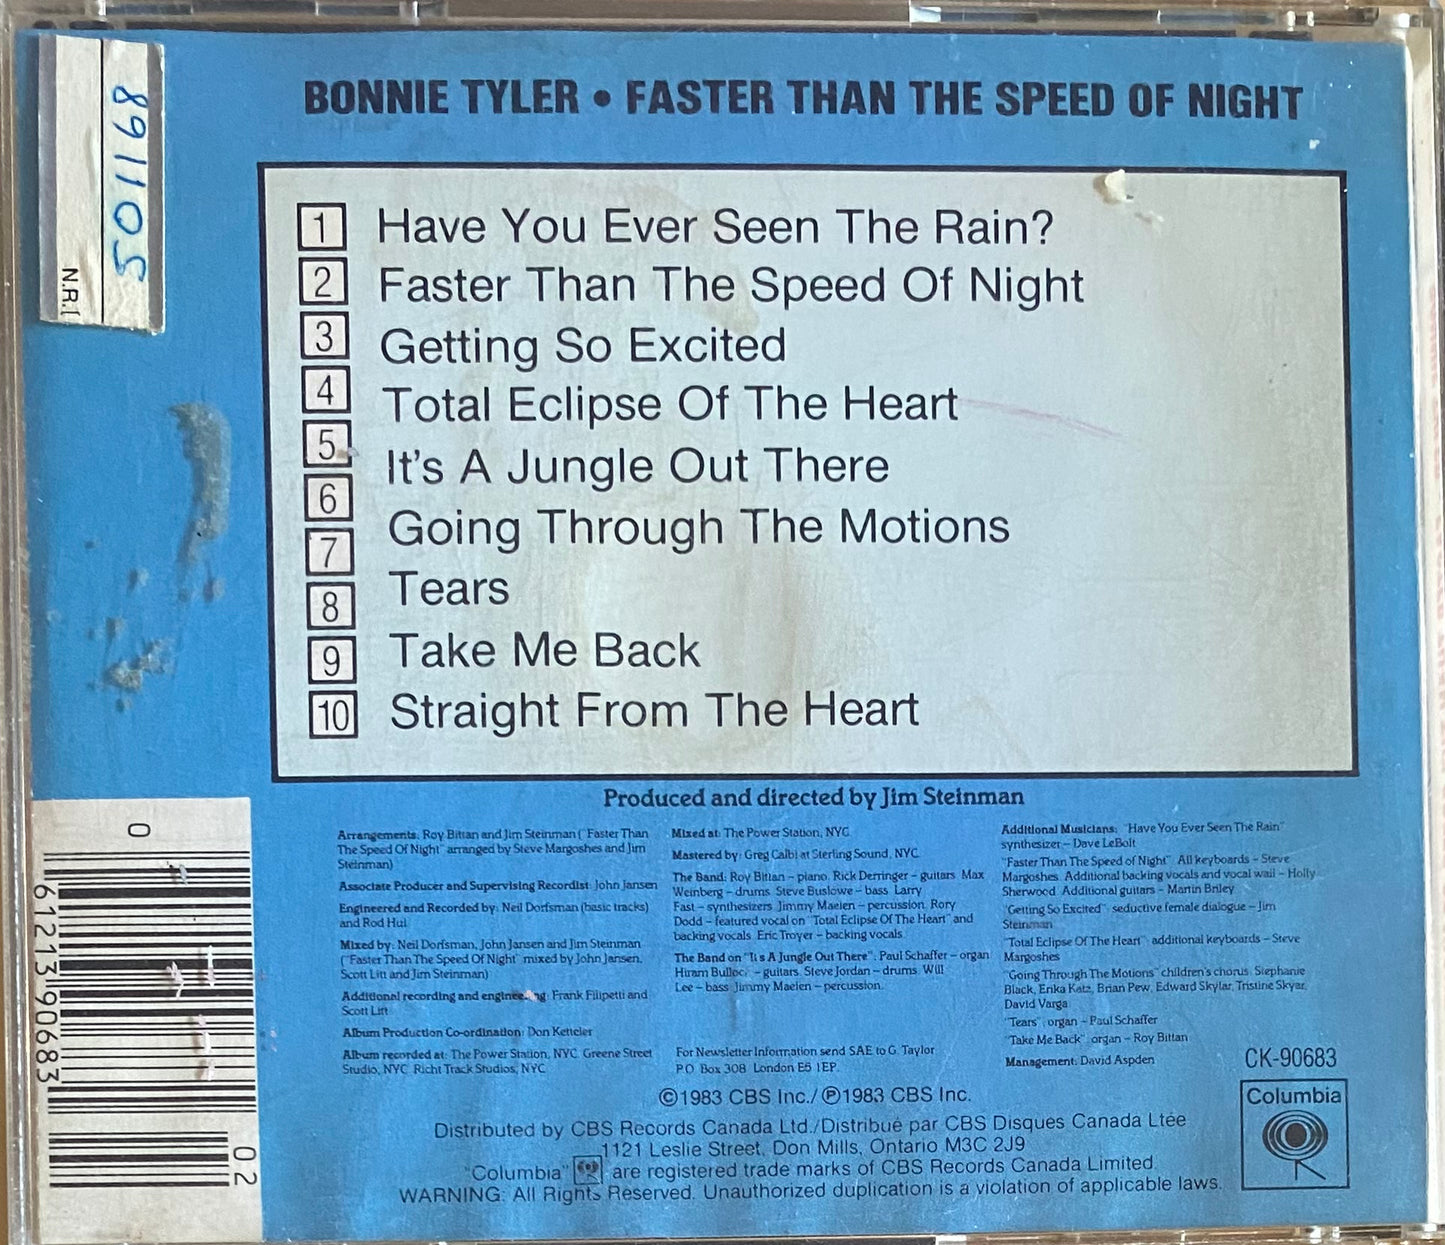 BONNIE TYLER • FASTER THAN THE SPEED OF NIGHT
501198
N.R.I
1 Have You Ever Seen The Rain?
2 Faster Than The Speed Of Night
3 Getting So Excited
4 Total Eclipse Of The Heart
5 It's A Jungle Out There
6 Going Through The Motions
7 Tears
8 Take Me Back
9 Straight From The Heart
10
Produced and directed by Jim Steinman
Arrangements: Roy Bittan and Jim Steinman ("Faster Than
The Speed Of Night" arranged by Steve Margoshes and Jim
Steinman)
Associate Producer and Supervising Recordist: John Jansen
Engineered and Recorded by: Neil Dorfsman (basic tracks)
and Rod Hui
Mixed by: Neil Dorfsman, John Jansen and Jim Steinman
("Faster Than The Speed Of Night" mixed by John Jansen,
Scott Litt and Jim Steinman)
Additional recording and engineering: Frank Filipetti and
Scott Litt
Album Production Co-ordination: Don Ketteler
Album recorded at: The Power Station, NYC. Greene Street
Studio, NYC. Right Track Studios, NYC
Mixed at: The Power Station, NYC.
Mastered by: Greg Calbi at Sterling Sound, NYC.
The Band: Roy Bittan – piano. Rick Derringer – guitars. Max
Weinberg – drums. Steve Buslowe – bass. Larry
Fast – synthesizers. Jimmy Maelen – percussion. Rory
Dodd – featured vocal on "Total Eclipse Of The Heart" and
backing vocals. Eric Troyer – backing vocals.
The Band on "It's A Jungle Out There": Paul Schaffer – organ
Hiram Bullock – guitars. Steve Jordan – drums. Will
Lee – bass. Jimmy Maelen – percussion.
For Newsletter Information send SAE to G. Taylor
P.O. Box 308 London E6 1EP.
Additional Musicians: "Have You Ever Seen The Rain"
synthesizer – Dave LeBolt
"Faster Than The Speed of Night": All keyboards – Steve
Margoshes. Additional backing vocals and vocal wail – Holly
Sherwood. Additional guitars – Martin Briley
"Getting So Excited": seductive female dialogue – Jim
Steinman
"Total Eclipse Of The Heart": additional keyboards – Steve
Margoshes
"Going Through The Motions" children's chorus: Stephanie
Black, Erika Katz, Brian Pew, Edward Skylar, Tristine Skyar,
David Varga
"Tears": organ – Paul Schaffer
"Take Me Back": organ – Roy Bittan
Management: David Aspden
CK-90683
Columbia
©1983 CBS Inc./℗1983 CBS Inc.
Distributed by CBS Records Canada Ltd./Distribué par CBS Disques Canada Ltée
1121 Leslie Street, Don Mills, Ontario M3C 2J9
"Columbia" are registered trade marks of CBS Records Canada Limited.
WARNING: All Rights Reserved. Unauthorized duplication is a violation of applicable laws.
0
6121390683
02